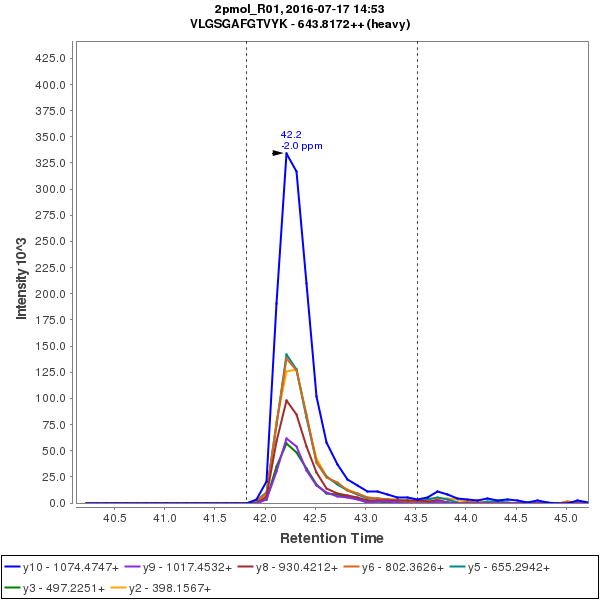 2pmol_R01, 2016-07-17 14:53
VLGSGAFGTVYK - 643.8172++ (heavy)
425.0
400.0
375.0
350.0
325.0
300.0
275.0
250.0
225.0
200.0
175.0
150.0
125.0
100.0
75.0
50.0
25.0
0.0
Intensity 10^3
42.2
-2.0 ppm
40.5 41.0 41.5 42.0 42.5 43.0 43.5 44.0 44.5 45.0
Retention Time
y10 - 1074.4747+ y9 - 1017.4532+ y8 - 930.4212+ y6 - 802.3626+ y5 - 655.2942+
y3 - 497.2251+ y2 - 398.1567+